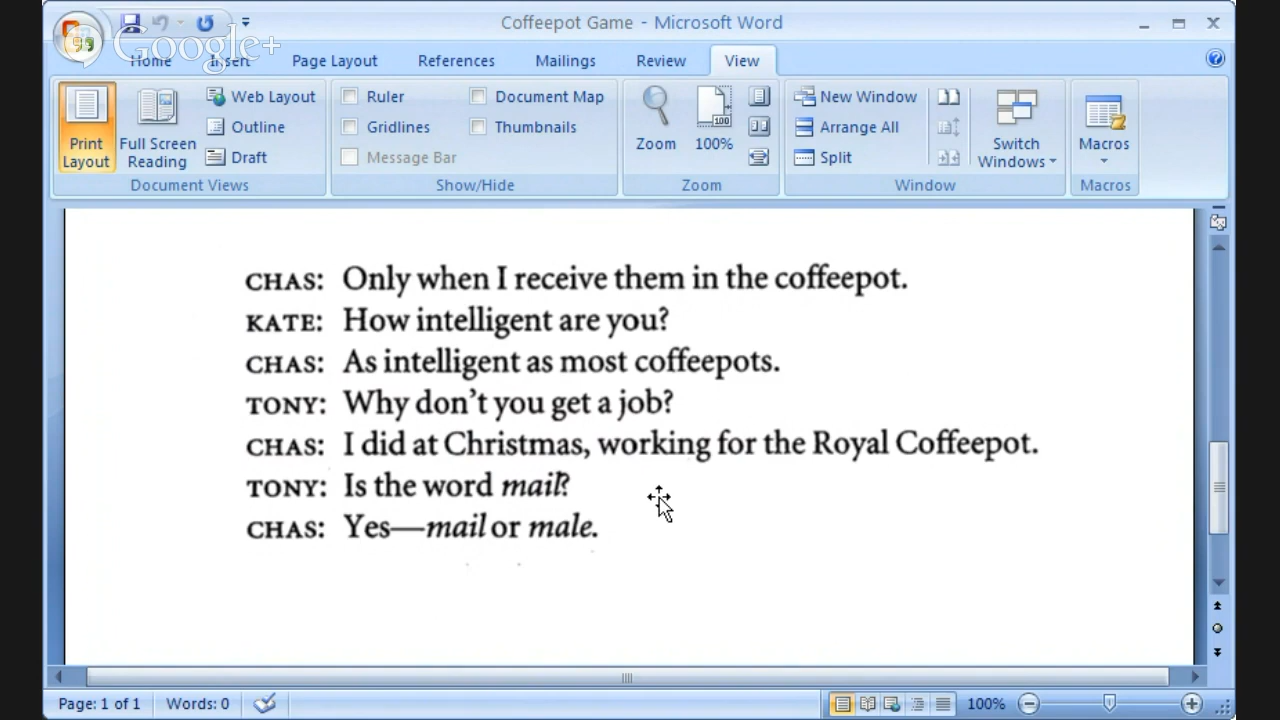 Coffeepot Game - Microsoft Word
Google+
Home Insert Page Layout References Mailings Review View
Print Layout
Full Screen Reading
Web Layout
Outline
Draft
Document Views
Ruler
Gridlines
Message Bar
Document Map
Thumbnails
Show/Hide
Zoom
100
100%
Zoom
New Window
Arrange All
Split
Switch Windows
Window
Macros
Macros
CHAS: Only when I receive them in the coffeepot.
KATE: How intelligent are you?
CHAS: As intelligent as most coffeepots.
TONY: Why don't you get a job?
CHAS: I did at Christmas, working for the Royal Coffeepot.
TONY: Is the word mail?
CHAS: Yes—mail or male.
Page: 1 of 1 Words: 0 100%